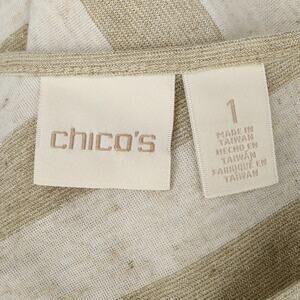 chico's
1
MADE IN
TAIWAN
HECHO EN
TAIWÁN
FABRIQUÉ EN
TAIWAN